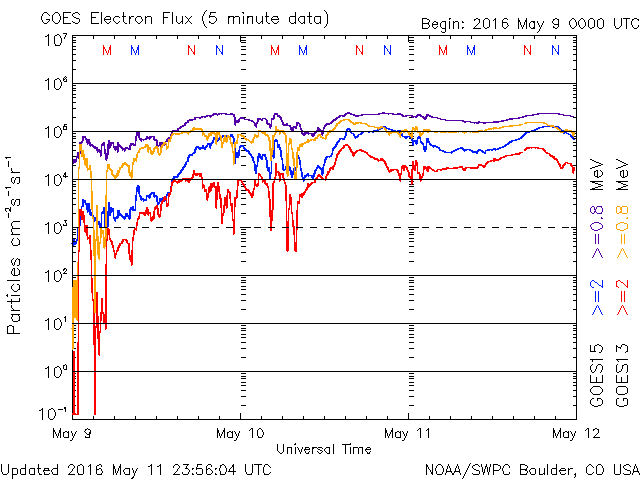 GOES Electron Flux (5 minute data)
Begin: 2016 May 9 0000 UTC
10⁷
M M N N M M N N M M N N
10⁶
10⁵
10⁴
10³
10²
10¹
10⁰
10⁻¹
Particles cm⁻²s⁻¹sr⁻¹
May 9 May 10 May 11 May 12
Universal Time
GOES15 >=2 >=0.8 MeV
GOES13 >=2 >=0.8 MeV
Updated 2016 May 11 23:56:04 UTC
NOAA/SWPC Boulder, CO USA